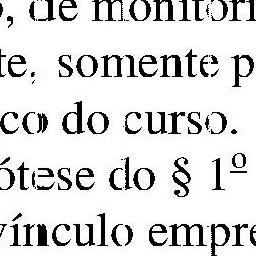 , de monitori
te, somente p
co do curso.
ótese do § 1º
vínculo empre